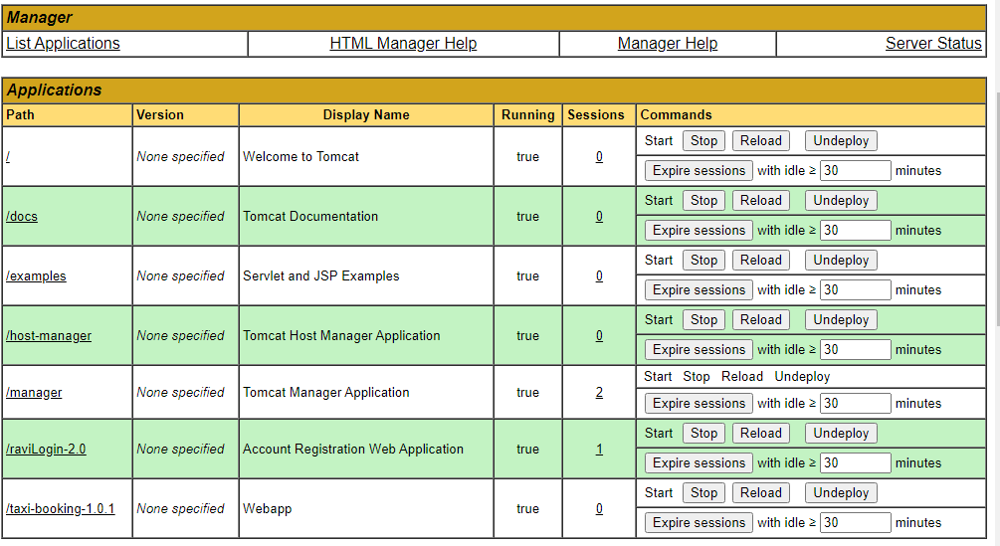 Manager
List Applications HTML Manager Help Manager Help Server Status
Applications
Path Version Display Name Running Sessions Commands
/ None specified Welcome to Tomcat true 0 Start Stop Reload Undeploy
Expire sessions with idle ≥ 30 minutes
/docs None specified Tomcat Documentation true 0 Start Stop Reload Undeploy
Expire sessions with idle ≥ 30 minutes
/examples None specified Servlet and JSP Examples true 0 Start Stop Reload Undeploy
Expire sessions with idle ≥ 30 minutes
/host-manager None specified Tomcat Host Manager Application true 0 Start Stop Reload Undeploy
Expire sessions with idle ≥ 30 minutes
/manager None specified Tomcat Manager Application true 2 Start Stop Reload Undeploy
Expire sessions with idle ≥ 30 minutes
/raviLogin-2.0 None specified Account Registration Web Application true 1 Start Stop Reload Undeploy
Expire sessions with idle ≥ 30 minutes
/taxi-booking-1.0.1 None specified Webapp true 0 Start Stop Reload Undeploy
Expire sessions with idle ≥ 30 minutes